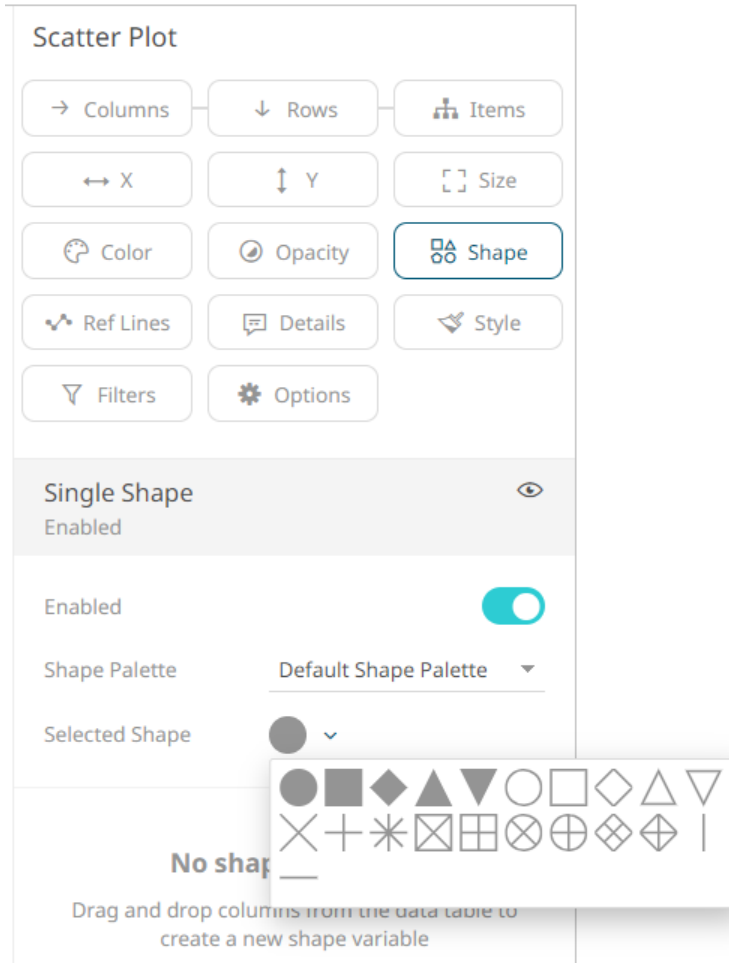 Scatter Plot
Columns Rows Items
X Y Size
Color Opacity Shape
Ref Lines Details Style
Filters Options
Single Shape
Enabled
Enabled
Shape Palette Default Shape Palette
Selected Shape
No
Drag and drop columns from the data table to
create a new shape variable